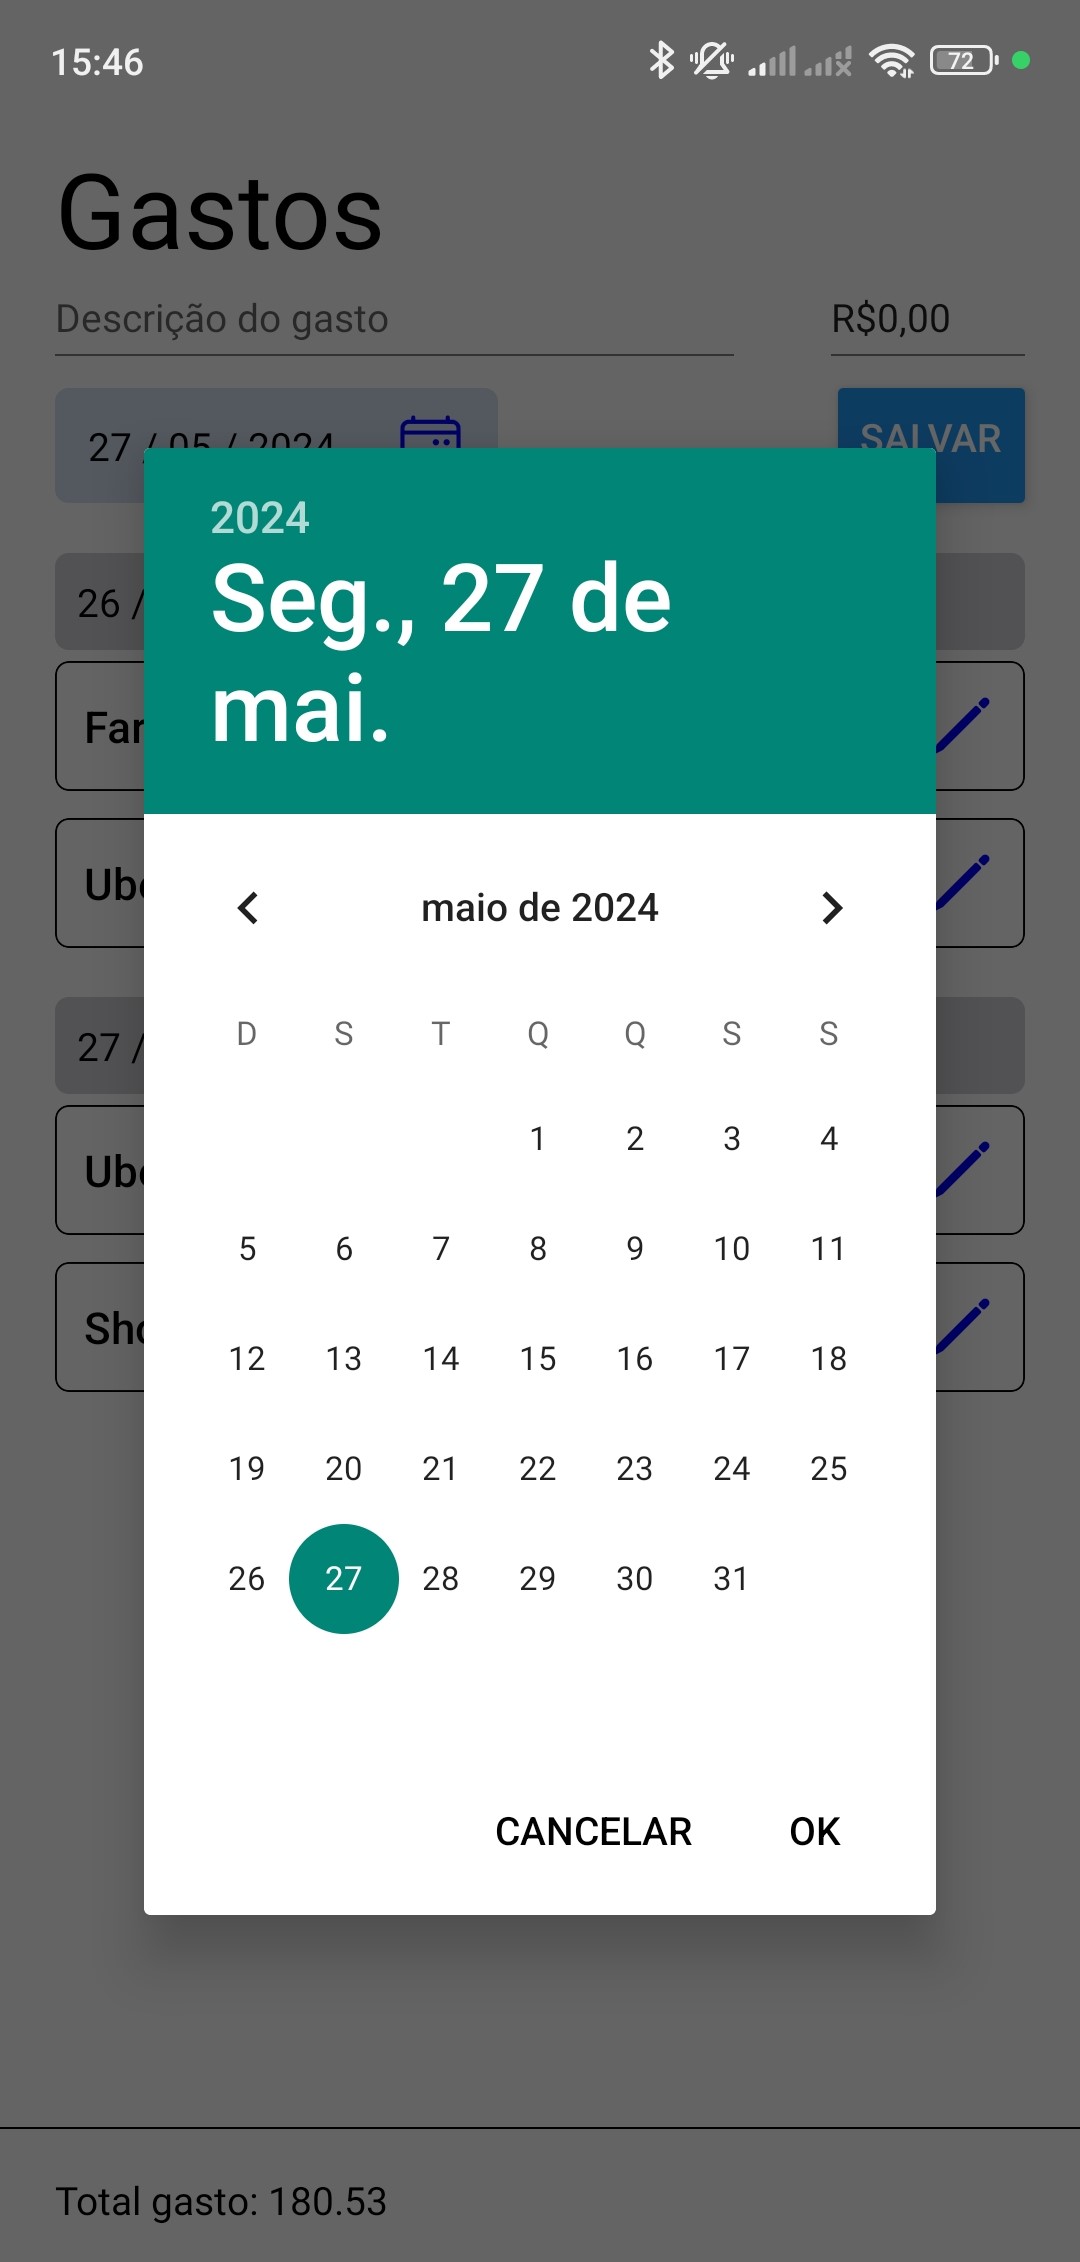 15:46
72
Gastos
Descrição do gasto
R$0,00
27 / 05 / 2024
SALVAR
2024
Seg., 27 de
mai.
26 /
Far
Ub
27 /
Ub
Sh
maio de 2024
D S T Q Q S S
1 2 3 4
5 6 7 8 9 10 11
12 13 14 15 16 17 18
19 20 21 22 23 24 25
26 27 28 29 30 31
CANCELAR OK
Total gasto: 180.53